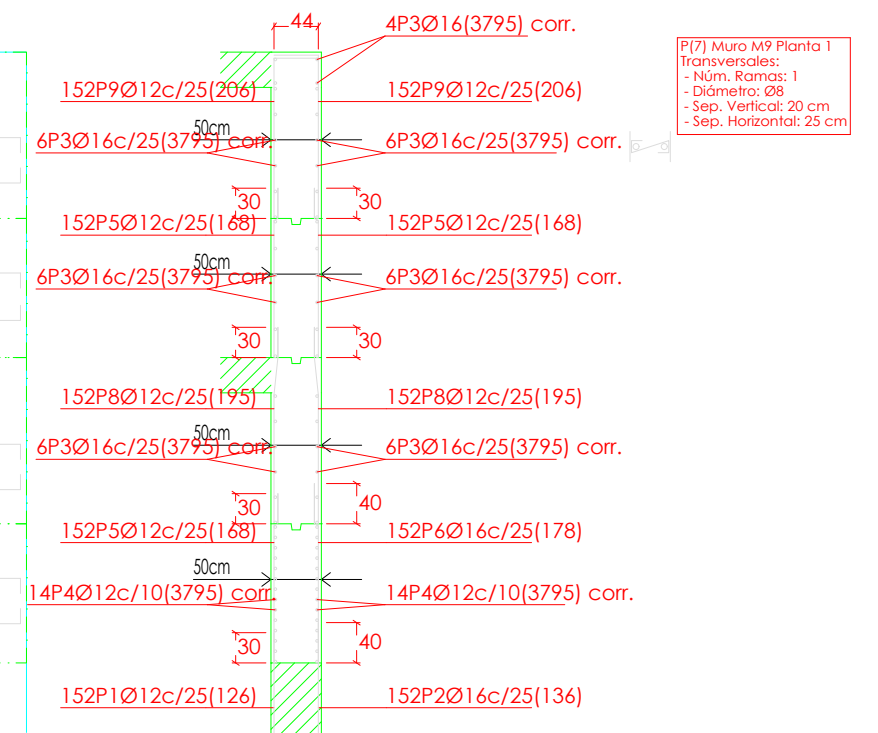 44
4P3Ø16(3795) corr.
P(7) Muro M9 Planta 1
Transversales:
- Núm. Ramas: 1
- Diámetro: Ø8
- Sep. Vertical: 20 cm
- Sep. Horizontal: 25 cm
152P9Ø12c/25(206)
152P9Ø12c/25(206)
50cm
6P3Ø16c/25(3795) corr.
6P3Ø16c/25(3795) corr.
30
30
152P5Ø12c/25(168)
152P5Ø12c/25(168)
50cm
6P3Ø16c/25(3795) corr.
6P3Ø16c/25(3795) corr.
30
30
152P8Ø12c/25(195)
152P8Ø12c/25(195)
50cm
6P3Ø16c/25(3795) corr.
6P3Ø16c/25(3795) corr.
30
40
152P5Ø12c/25(168)
152P6Ø16c/25(178)
50cm
14P4Ø12c/10(3795) corr.
14P4Ø12c/10(3795) corr.
30
40
152P1Ø12c/25(126)
152P2Ø16c/25(136)